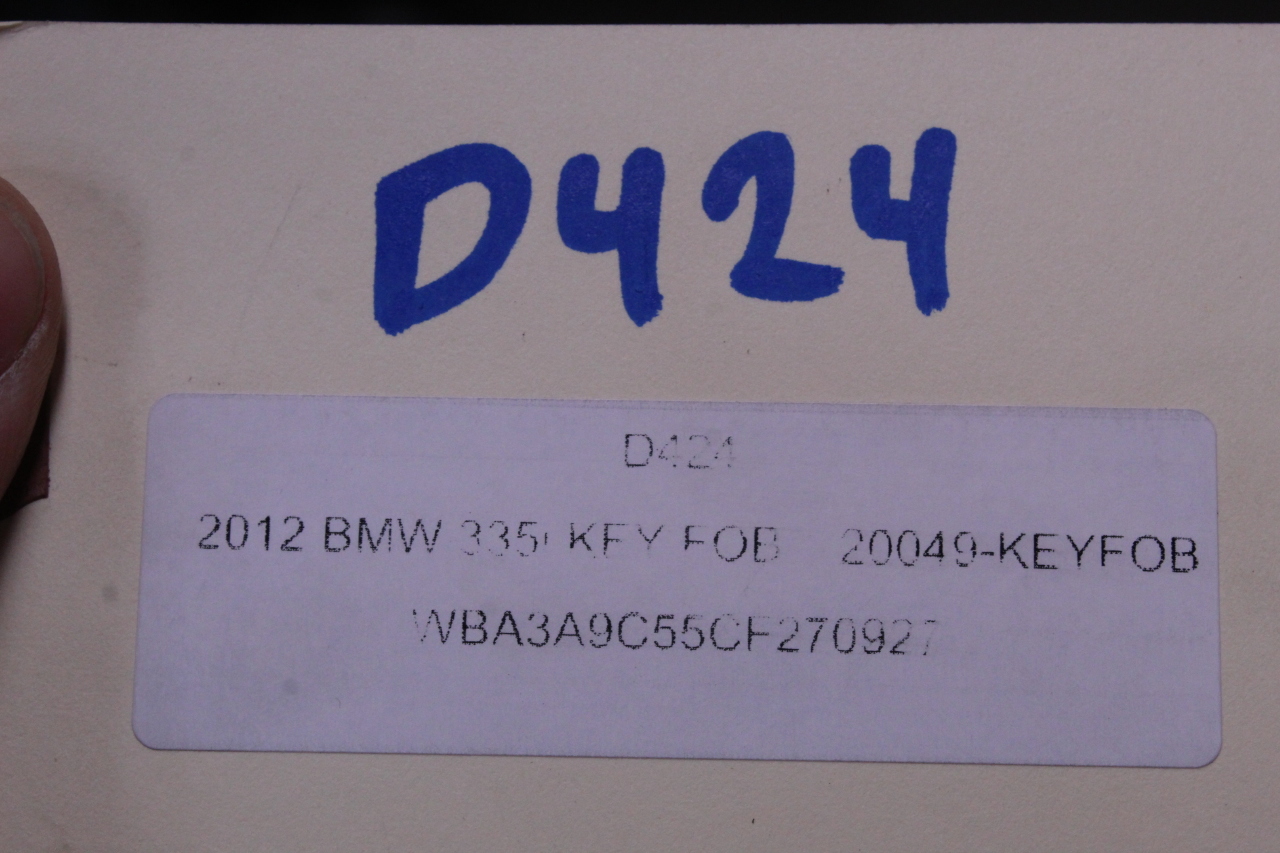 D424
D424
2012 BMW 335i KEY FOB 20049-KEYFOB
WBA3A9C55CF270927